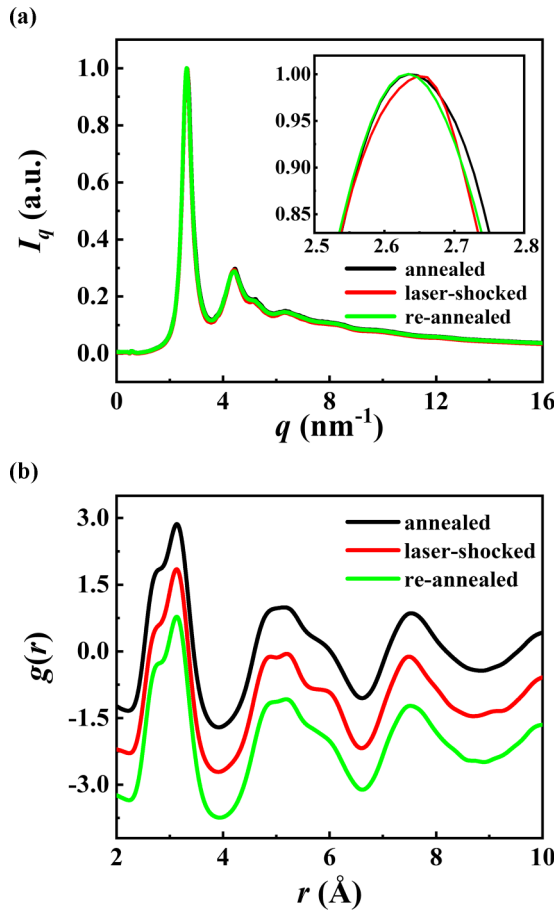 (a)
1.0
0.8
0.6
0.4
0.2
0.0
I_q (a.u.)
1.00
0.95
0.90
0.85
2.5 2.6 2.7 2.8
annealed
laser-shocked
re-annealed
0 4 8 12 16
q (nm⁻¹)
(b)
3.0
1.5
0.0
-1.5
-3.0
g(r)
annealed
laser-shocked
re-annealed
2 4 6 8 10
r (Å)